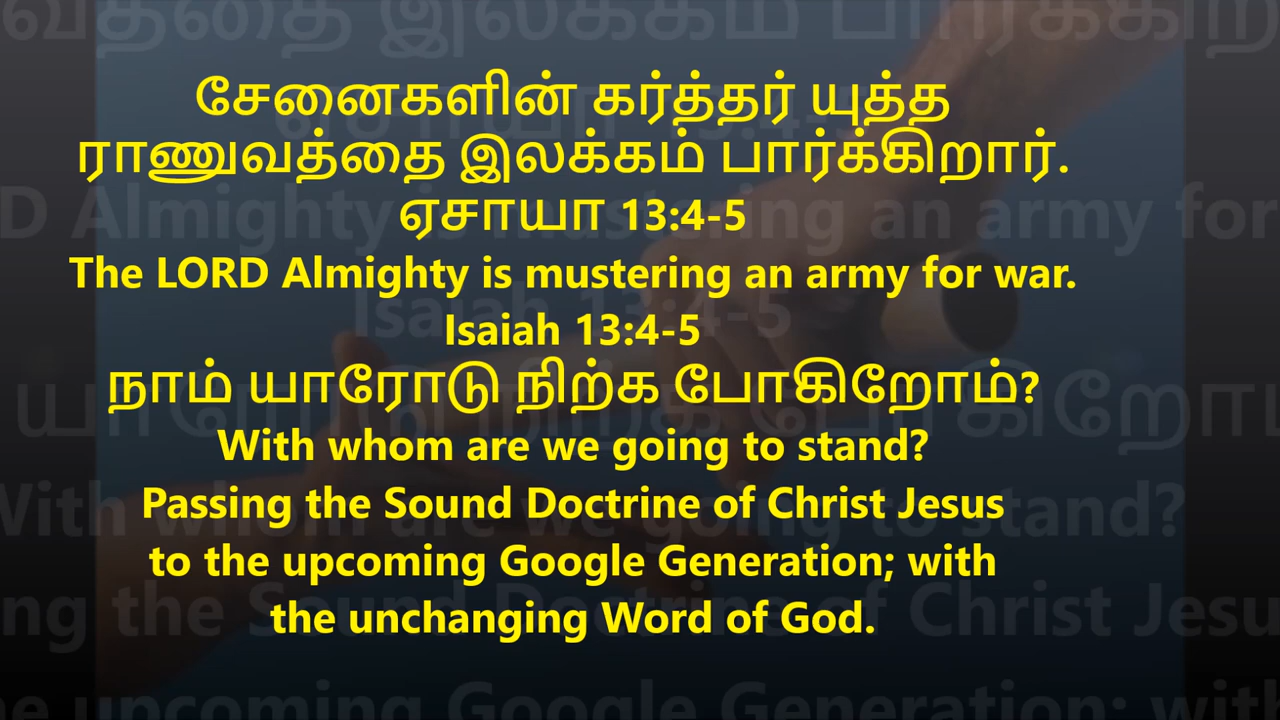 சேனைகளின் கர்த்தர் யுத்த
ராணுவத்தை இலக்கம் பார்க்கிறார்.
ஏசாயா 13:4-5
The LORD Almighty is mustering an army for war.
Isaiah 13:4-5
நாம் யாரோடு நிற்க போகிறோம்?
With whom are we going to stand?
Passing the Sound Doctrine of Christ Jesus
to the upcoming Google Generation; with
the unchanging Word of God.